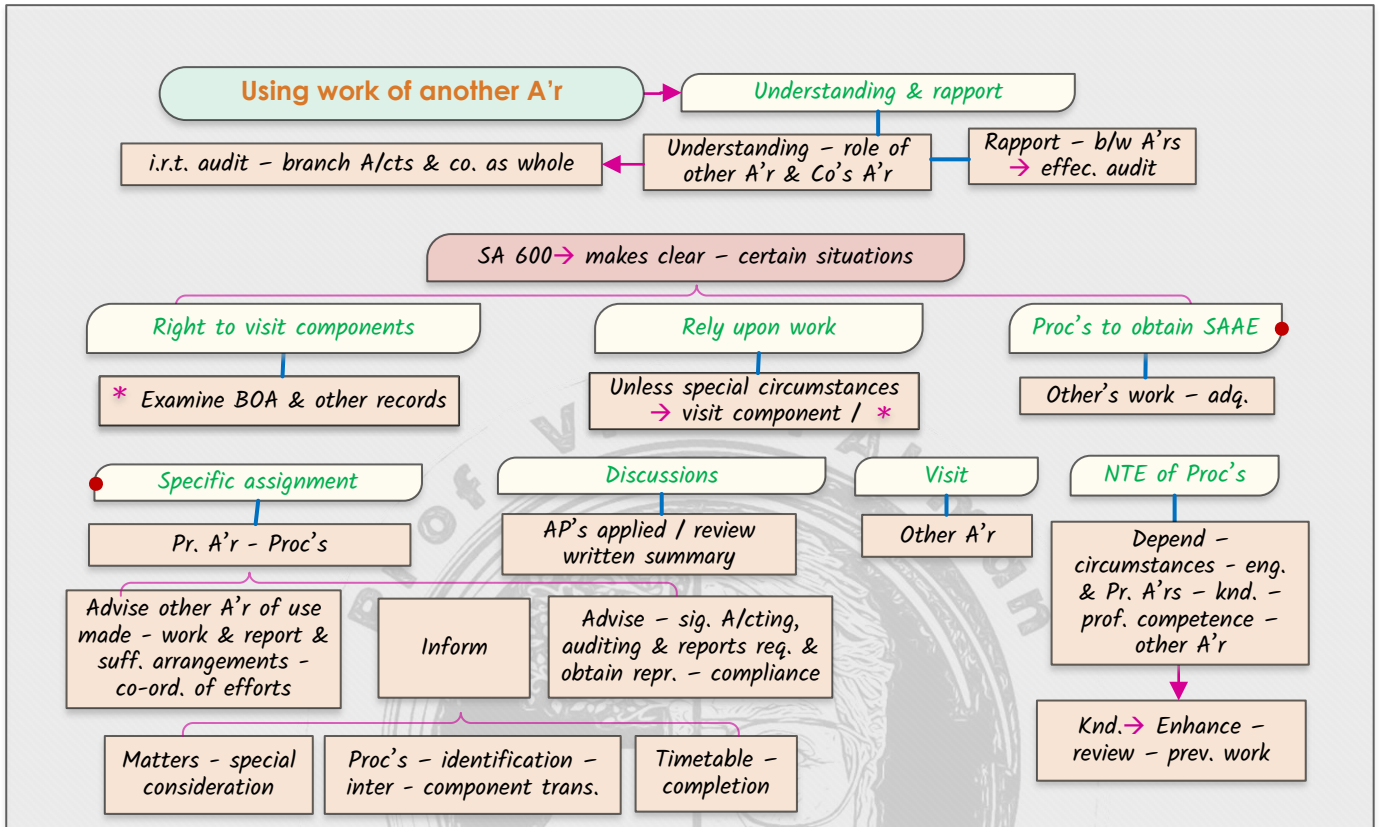 Using work of another A'r
Understanding & rapport
i.r.t. audit – branch A/cts & co. as whole
Understanding – role of
other A'r & Co's A'r
Rapport – b/w A'rs
→ effec. audit
SA 600→ makes clear – certain situations
Right to visit components
* Examine BOA & other records
Rely upon work
Unless special circumstances
→ visit component / *
Proc's to obtain SAAE
Other's work – adq.
Specific assignment
Pr. A'r - Proc's
Discussions
AP's applied / review
written summary
Visit
Other A'r
NTE of Proc's
Depend –
circumstances - eng.
& Pr. A'rs – knd. –
prof. competence –
other A'r
Advise other A'r of use
made - work & report &
suff. arrangements -
co-ord. of efforts
Inform
Advise – sig. A/cting,
auditing & reports req. &
obtain repr. – compliance
Knd.→ Enhance –
review – prev. work
Matters - special
consideration
Proc's – identification –
inter - component trans.
Timetable –
completion
Prof